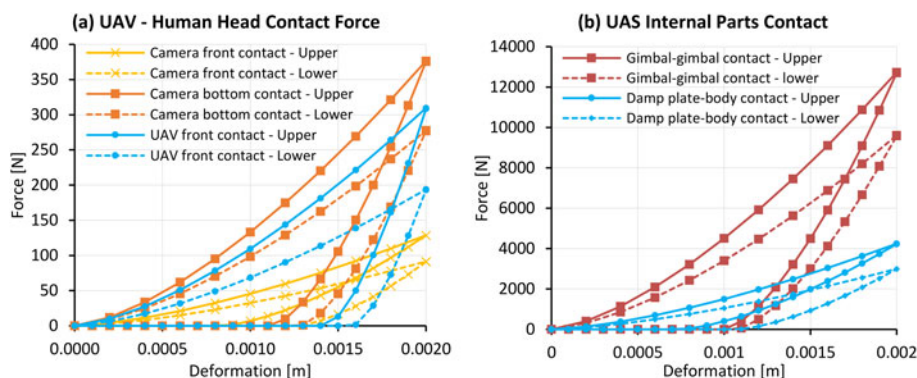 (a) UAV - Human Head Contact Force
400
350
300
250
200
150
100
50
0
Force [N]
Camera front contact - Upper
Camera front contact - Lower
Camera bottom contact - Upper
Camera bottom contact - Lower
UAV front contact - Upper
UAV front contact - Lower
0.0000 0.0005 0.0010 0.0015 0.0020
Deformation [m]
(b) UAS Internal Parts Contact
14000
12000
10000
8000
6000
4000
2000
0
Force [N]
Gimbal-gimbal contact - Upper
Gimbal-gimbal contact - lower
Damp plate-body contact - Upper
Damp plate-body contact - Lower
0 0.0005 0.001 0.0015 0.002
Deformation [m]